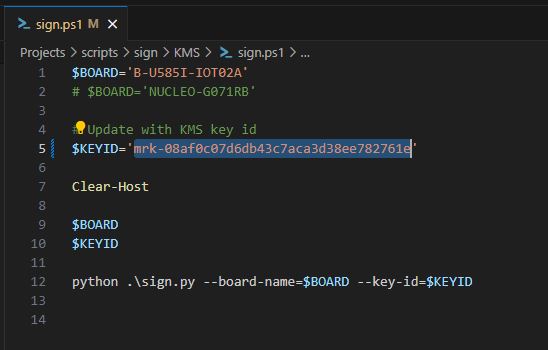 sign.ps1 M
Projects > scripts > sign > KMS > sign.ps1 > ...
1 $BOARD='B-U585I-IOT02A'
2 # $BOARD='NUCLEO-G071RB'
3
4 # Update with KMS key id
5 $KEYID='mrk-08af0c07d6db43c7aca3d38ee782761e'
6
7 Clear-Host
8
9 $BOARD
10 $KEYID
11
12 python .\sign.py --board-name=$BOARD --key-id=$KEYID
13
14